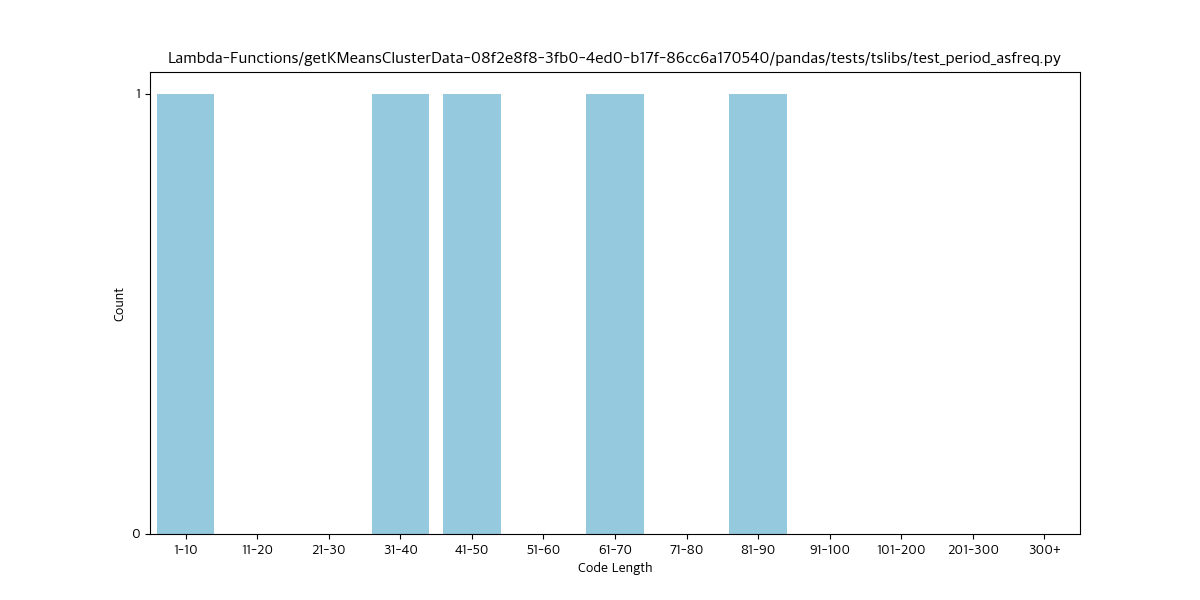 Lambda-Functions/getKMeansClusterData-08f2e8f8-3fb0-4ed0-b17f-86cc6a170540/pandas/tests/tslibs/test_period_asfreq.py
1
Count
0
1-10 11-20 21-30 31-40 41-50 51-60 61-70 71-80 81-90 91-100 101-200 201-300 300+
Code Length